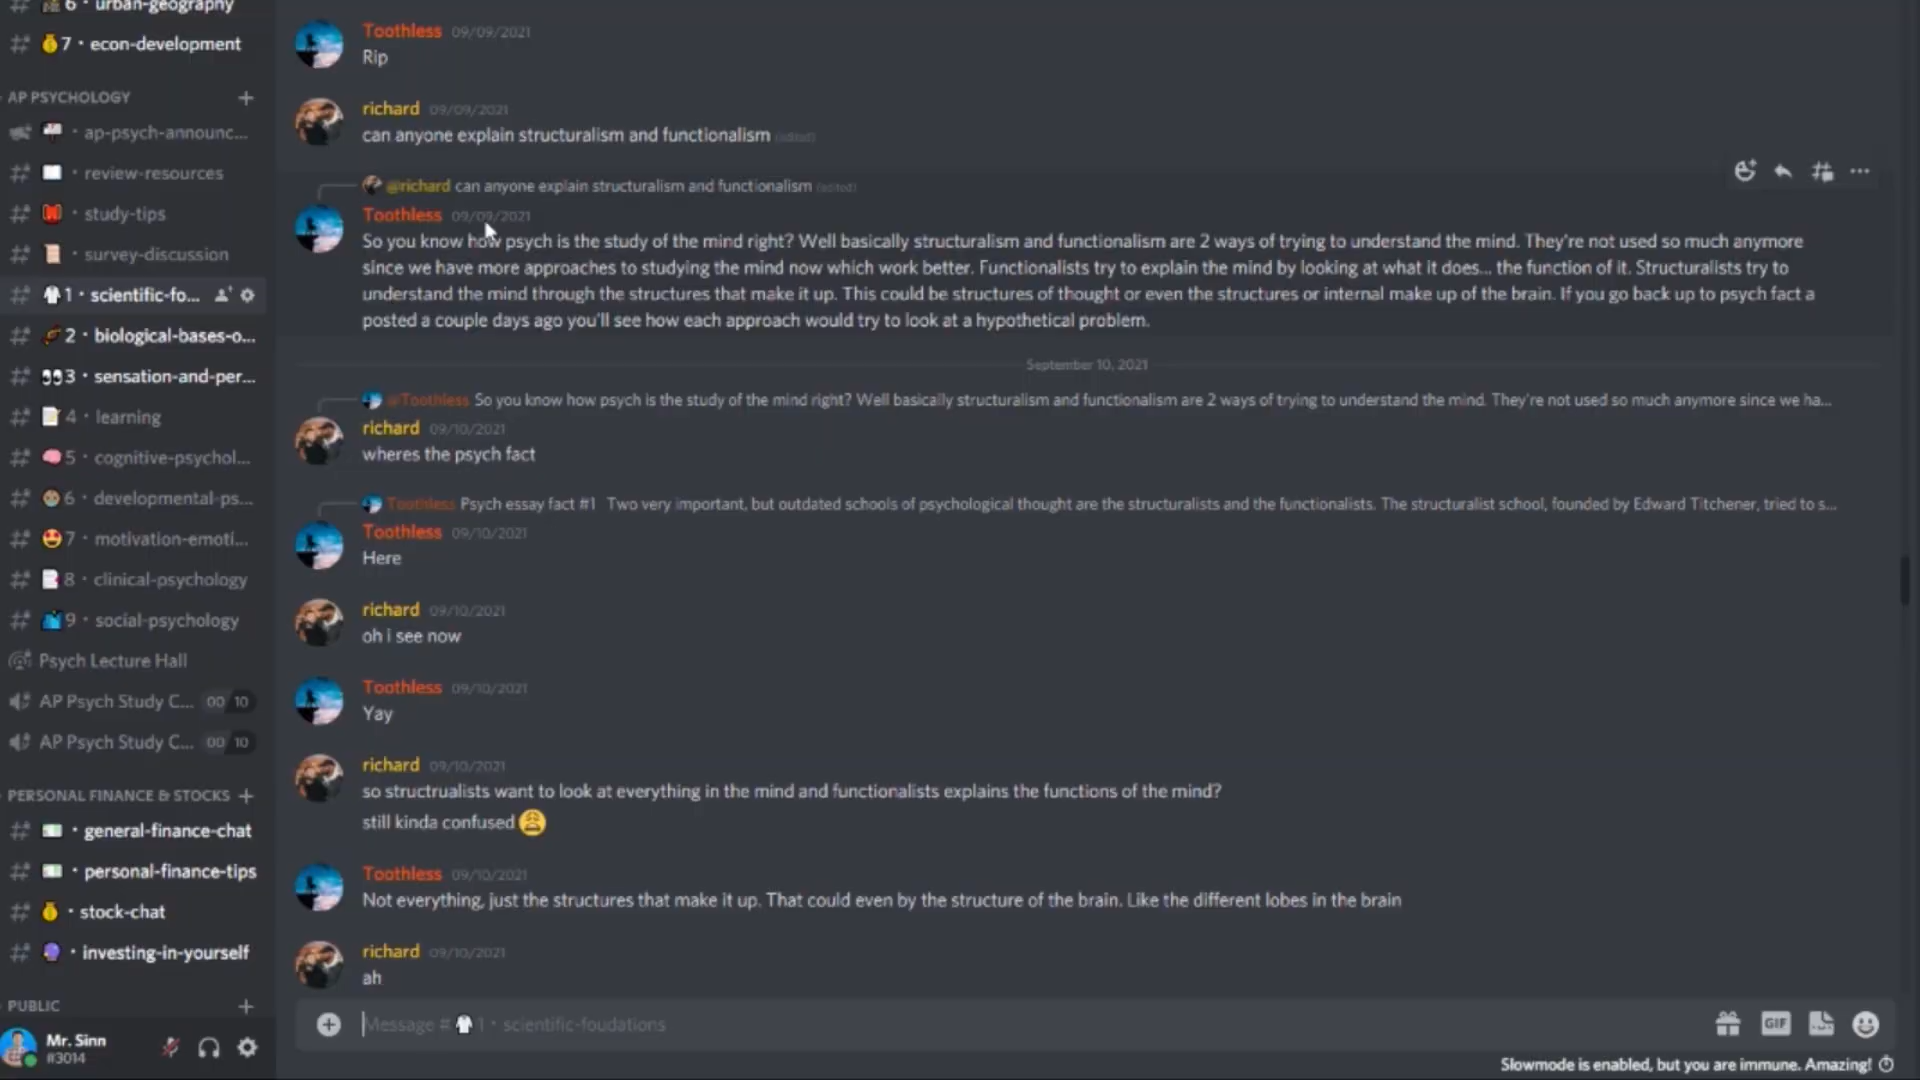 6 · urban-geography
7 · econ-development
AP PSYCHOLOGY
· ap-psych-announc...
· review-resources
· study-tips
· survey-discussion
1 · scientific-fo...
2 · biological-bases-o...
3 · sensation-and-per...
4 · learning
5 · cognitive-psychol...
6 · developmental-ps...
7 · motivation-emoti...
8 · clinical-psychology
9 · social-psychology
Psych Lecture Hall
AP Psych Study C... 00 10
AP Psych Study C... 00 10
PERSONAL FINANCE & STOCKS
· general-finance-chat
· personal-finance-tips
· stock-chat
· investing-in-yourself
PUBLIC
Mr. Sinn
#3014
Toothless 09/09/2021
Rip
richard 09/09/2021
can anyone explain structuralism and functionalism (edited)
@richard can anyone explain structuralism and functionalism (edited)
Toothless 09/09/2021
So you know how psych is the study of the mind right? Well basically structuralism and functionalism are 2 ways of trying to understand the mind. They're not used so much anymore
since we have more approaches to studying the mind now which work better. Functionalists try to explain the mind by looking at what it does... the function of it. Structuralists try to
understand the mind through the structures that make it up. This could be structures of thought or even the structures or internal make up of the brain. If you go back up to psych fact a
posted a couple days ago you'll see how each approach would try to look at a hypothetical problem.
September 10, 2021
@Toothless So you know how psych is the study of the mind right? Well basically structuralism and functionalism are 2 ways of trying to understand the mind. They're not used so much anymore since we ha...
richard 09/10/2021
wheres the psych fact
Toothless Psych essay fact #1 Two very important, but outdated schools of psychological thought are the structuralists and the functionalists. The structuralist school, founded by Edward Titchener, tried to s...
Toothless 09/10/2021
Here
richard 09/10/2021
oh i see now
Toothless 09/10/2021
Yay
richard 09/10/2021
so structrualists want to look at everything in the mind and functionalists explains the functions of the mind?
still kinda confused
Toothless 09/10/2021
Not everything, just the structures that make it up. That could even by the structure of the brain. Like the different lobes in the brain
richard 09/10/2021
ah
Message # 1 · scientific-foudations
GIF
Slowmode is enabled, but you are immune. Amazing!